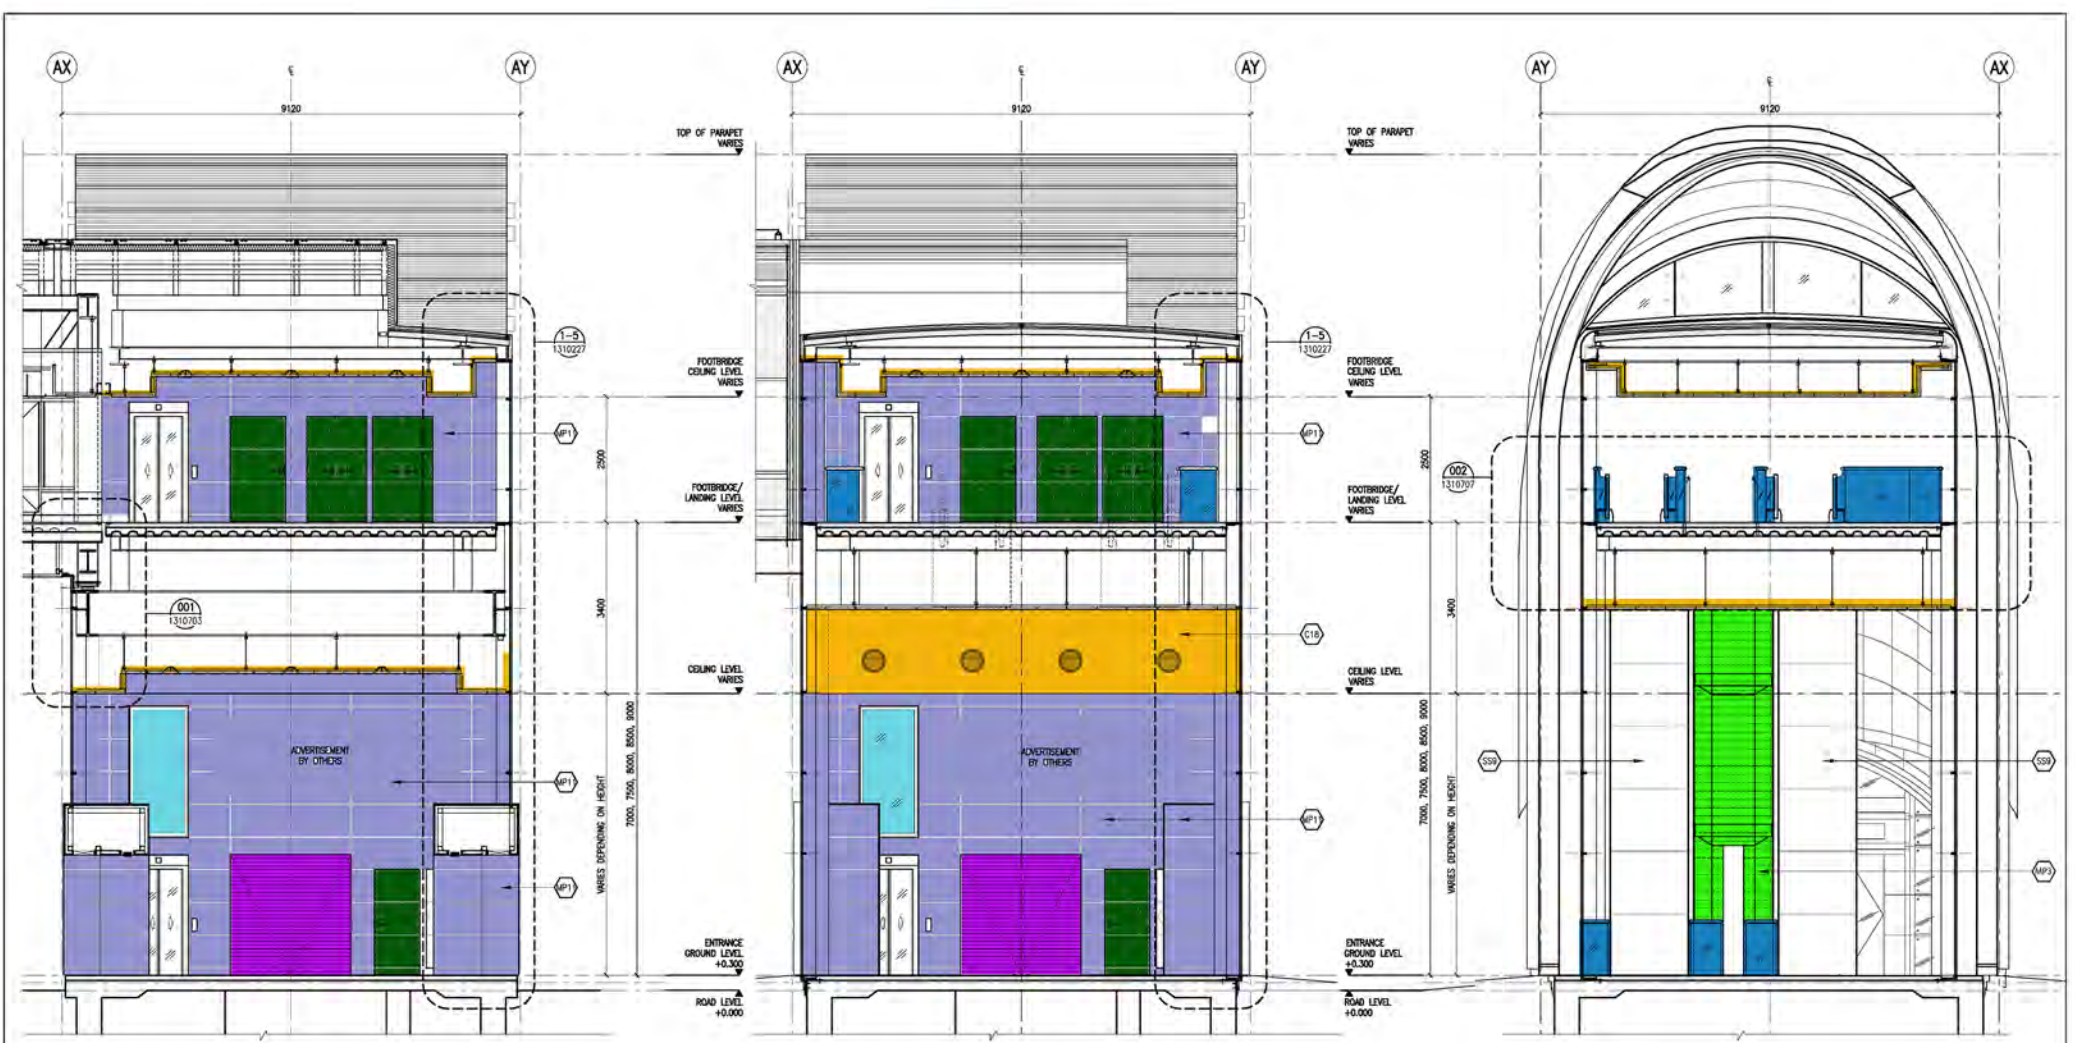 AX
AY
AX
AY
AY
AX
℄
℄
℄
9120
9120
9120
TOP OF PARAPET
VARIES
TOP OF PARAPET
VARIES
1-5
1310227
1-5
1310227
FOOTBRIDGE
CEILING LEVEL
VARIES
FOOTBRIDGE
CEILING LEVEL
VARIES
MP1
MP1
2500
2500
002
1310707
FOOTBRIDGE/
LANDING LEVEL
VARIES
FOOTBRIDGE/
LANDING LEVEL
VARIES
001
1310703
3400
3400
C18
CEILING LEVEL
VARIES
CEILING LEVEL
VARIES
ADVERTISEMENT
BY OTHERS
ADVERTISEMENT
BY OTHERS
MP1
MP1
SS9
SS9
VARIES DEPENDING ON HEIGHT
7000, 7500, 8000, 8500, 9000
7000, 7500, 8000, 8500, 9000
VARIES DEPENDING ON HEIGHT
MP1
MP3
ENTRANCE
GROUND LEVEL
+0.300
ENTRANCE
GROUND LEVEL
+0.300
ROAD LEVEL
+0.000
ROAD LEVEL
+0.000